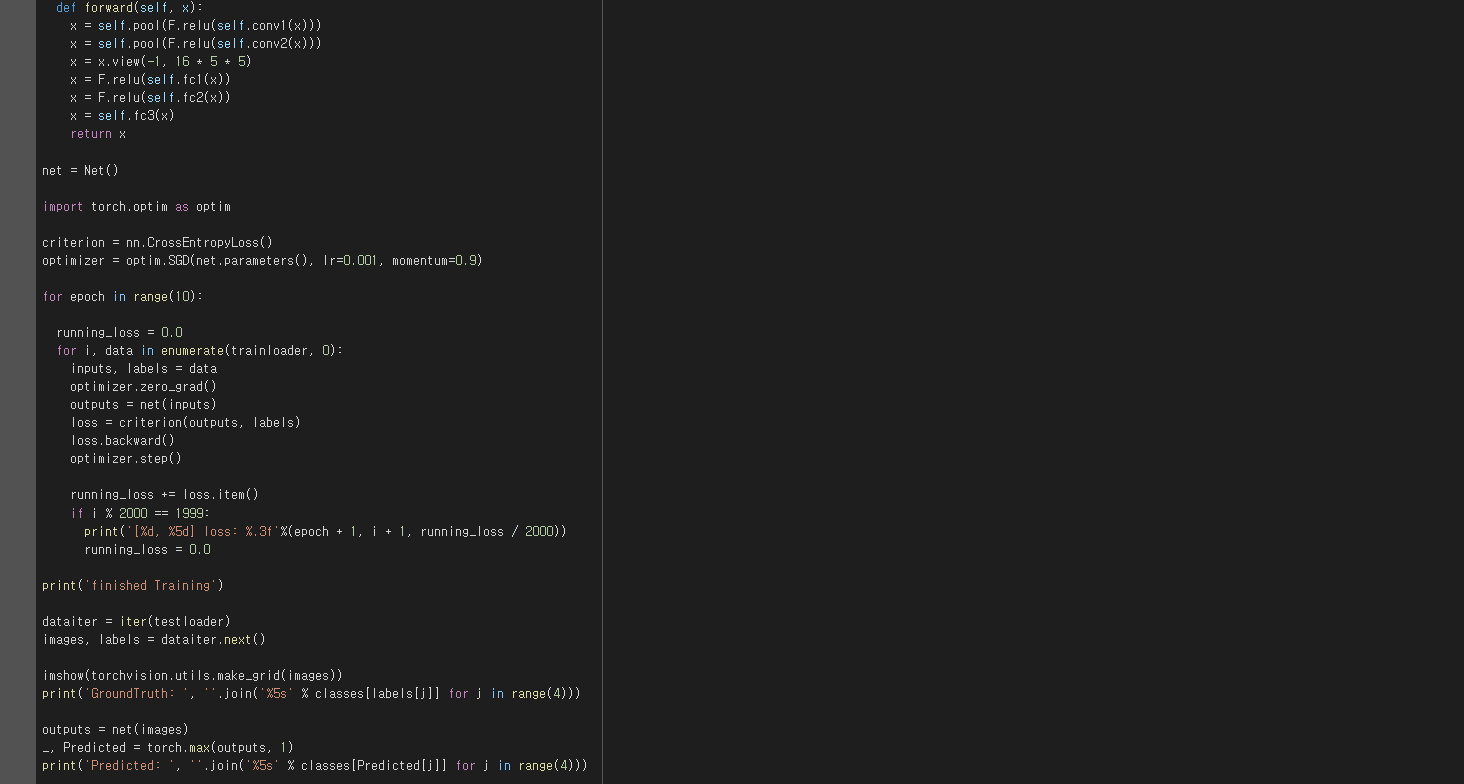 def forward(self, x):
x = self.pool(F.relu(self.conv1(x)))
x = self.pool(F.relu(self.conv2(x)))
x = x.view(-1, 16 * 5 * 5)
x = F.relu(self.fc1(x))
x = F.relu(self.fc2(x))
x = self.fc3(x)
return x
net = Net()
import torch.optim as optim
criterion = nn.CrossEntropyLoss()
optimizer = optim.SGD(net.parameters(), lr=0.001, momentum=0.9)
for epoch in range(10):
running_loss = 0.0
for i, data in enumerate(trainloader, 0):
inputs, labels = data
optimizer.zero_grad()
outputs = net(inputs)
loss = criterion(outputs, labels)
loss.backward()
optimizer.step()
running_loss += loss.item()
if i % 2000 == 1999:
print('[%d, %5d] loss: %.3f'%(epoch + 1, i + 1, running_loss / 2000))
running_loss = 0.0
print('finished Training')
dataiter = iter(testloader)
images, labels = dataiter.next()
imshow(torchvision.utils.make_grid(images))
print('GroundTruth: ', ''.join('%5s' % classes[labels[j]] for j in range(4)))
outputs = net(images)
_, Predicted = torch.max(outputs, 1)
print('Predicted: ', ''.join('%5s' % classes[Predicted[j]] for j in range(4)))